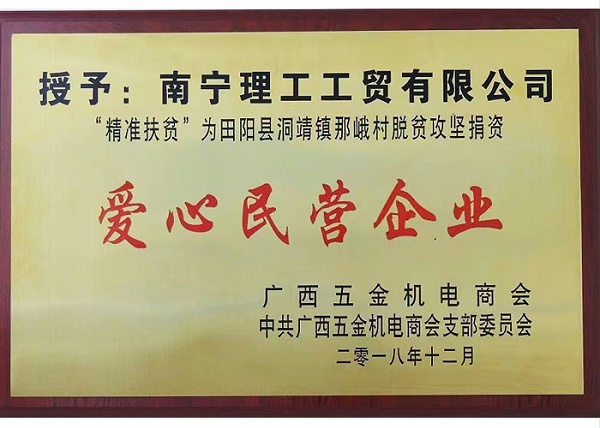 授予：南宁理工工贸有限公司
“精准扶贫”为田阳县洞靖镇那峨村脱贫攻坚捐资
爱心民营企业
广西五金机电商会
中共广西五金机电商会支部委员会
二零一八年十二月